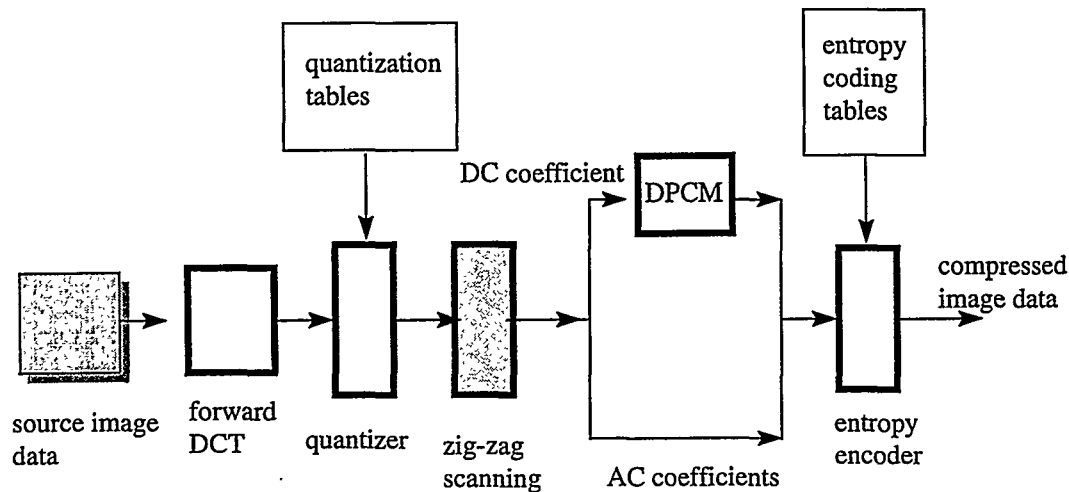 quantization
tables
entropy
coding
tables
DC coefficient
DPCM
compressed
image data
source image
data
forward
DCT
quantizer
zig-zag
scanning
AC coefficients
entropy
encoder